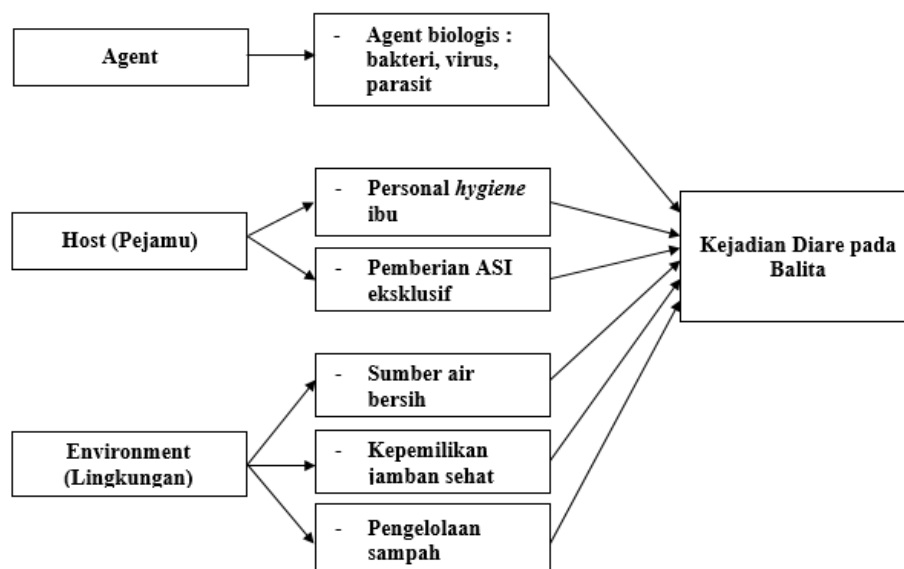 Agent
- Agent biologis :
bakteri, virus,
parasit
Host (Pejamu)
- Personal hygiene
ibu
- Pemberian ASI
eksklusif
Environment
(Lingkungan)
- Sumber air
bersih
- Kepemilikan
jamban sehat
- Pengelolaan
sampah
Kejadian Diare pada
Balita